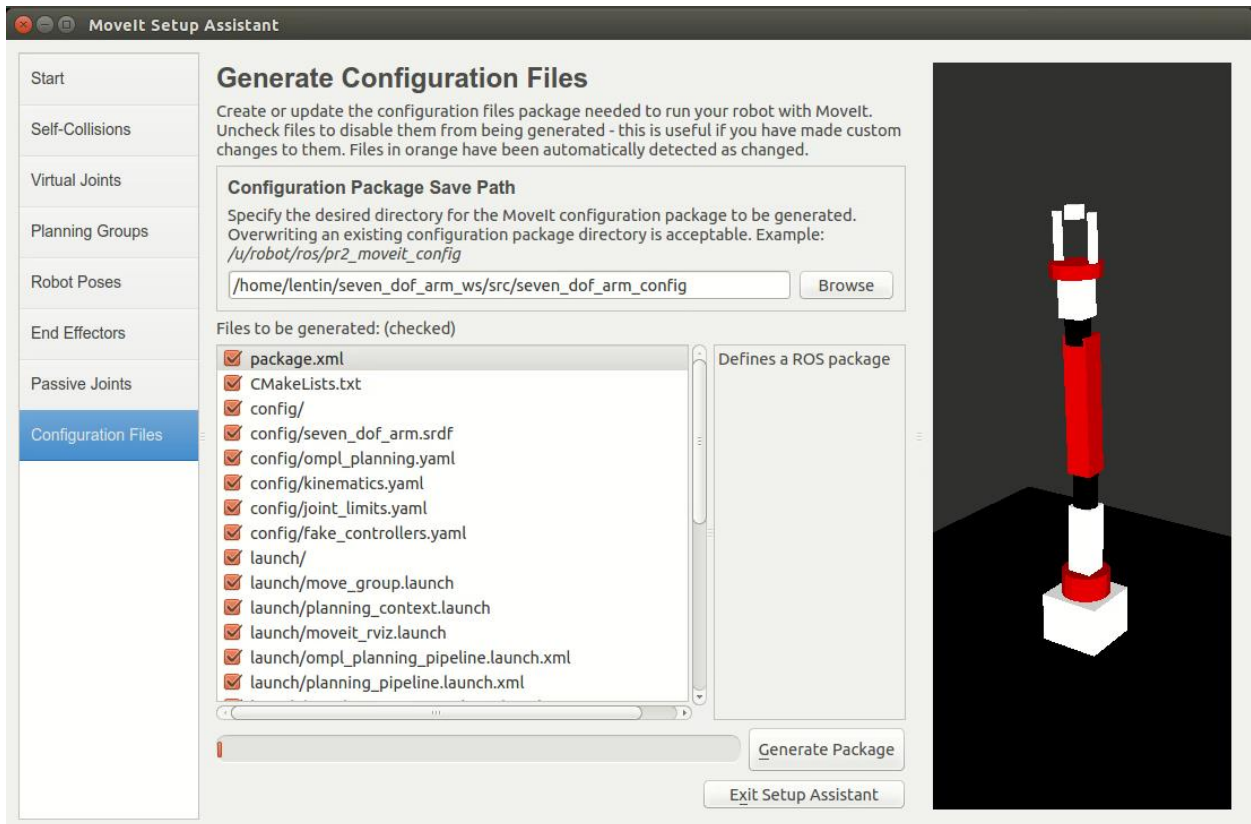 MoveIt Setup Assistant
Start
Self-Collisions
Virtual Joints
Planning Groups
Robot Poses
End Effectors
Passive Joints
Configuration Files
Generate Configuration Files
Create or update the configuration files package needed to run your robot with MoveIt.
Uncheck files to disable them from being generated - this is useful if you have made custom
changes to them. Files in orange have been automatically detected as changed.
Configuration Package Save Path
Specify the desired directory for the MoveIt configuration package to be generated.
Overwriting an existing configuration package directory is acceptable. Example:
/u/robot/ros/pr2_moveit_config
/home/lentin/seven_dof_arm_ws/src/seven_dof_arm_config
Browse
Files to be generated: (checked)
package.xml
CMakeLists.txt
config/
config/seven_dof_arm.srdf
config/ompl_planning.yaml
config/kinematics.yaml
config/joint_limits.yaml
config/fake_controllers.yaml
launch/
launch/move_group.launch
launch/planning_context.launch
launch/moveit_rviz.launch
launch/ompl_planning_pipeline.launch.xml
launch/planning_pipeline.launch.xml
Defines a ROS package
Generate Package
Exit Setup Assistant